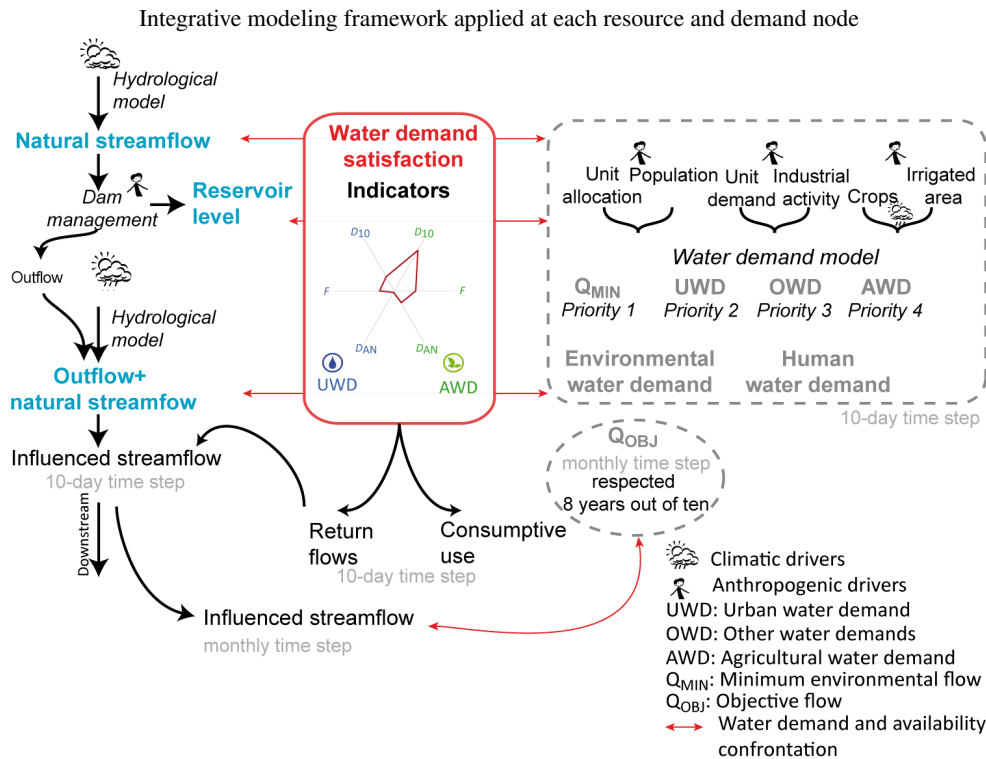 Integrative modeling framework applied at each resource and demand node
Hydrological
model
Natural streamflow
Dam
management
Reservoir
level
Outflow
Hydrological
model
Outflow+
natural streamfow
Influenced streamflow
10-day time step
Downstream
Water demand
satisfaction
Indicators
D10
D10
F
F
DAN
DAN
UWD
AWD
Return
flows
Consumptive
use
10-day time step
Influenced streamflow
monthly time step
Unit
allocation
Population
Unit
demand
Industrial
activity
Crops
Irrigated
area
Water demand model
QMIN
Priority 1
UWD
Priority 2
OWD
Priority 3
AWD
Priority 4
Environmental
water demand
Human
water demand
10-day time step
QOBJ
monthly time step
respected
8 years out of ten
Climatic drivers
Anthropogenic drivers
UWD: Urban water demand
OWD: Other water demands
AWD: Agricultural water demand
QMIN: Minimum environmental flow
QOBJ: Objective flow
Water demand and availability
confrontation